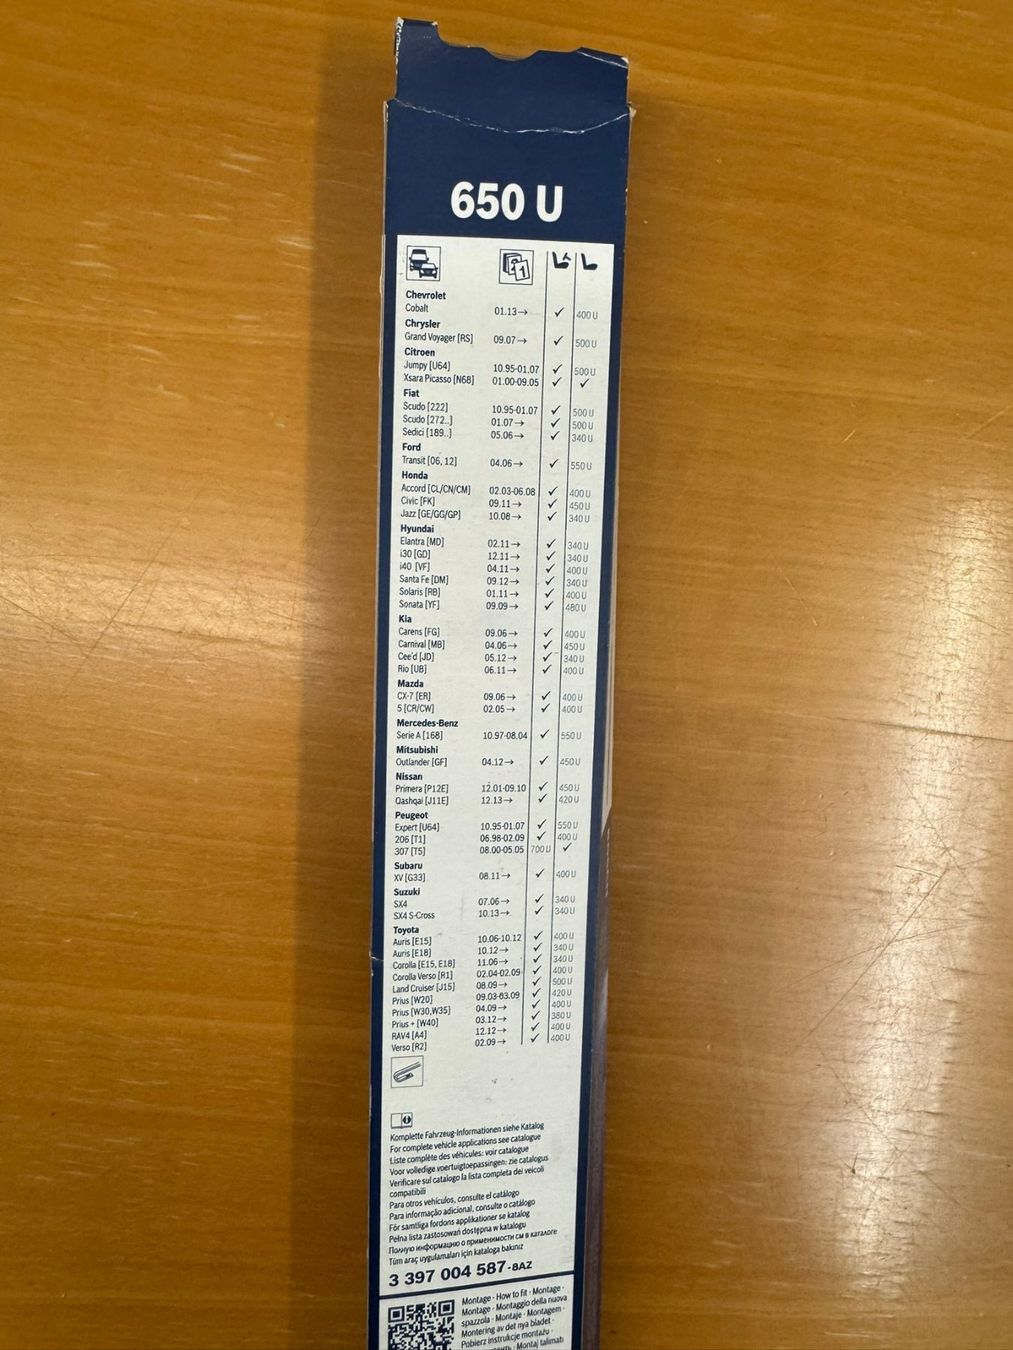 650 U
1
Chevrolet
Cobalt 01.13→ ✓ 400 U
Chrysler
Grand Voyager [RS] 09.07→ ✓ 500 U
Citroen
Jumpy [U64] 10.95-01.07 ✓ 500 U
Xsara Picasso [N68] 01.00-09.05 ✓ ✓
Fiat
Scudo [222] 10.95-01.07 ✓ 500 U
Scudo [272..] 01.07→ ✓ 500 U
Sedici [189..] 05.06→ ✓ 340 U
Ford
Transit [06, 12] 04.06→ ✓ 550 U
Honda
Accord [CL/CN/CM] 02.03-06.08 ✓ 400 U
Civic [FK] 09.11→ ✓ 450 U
Jazz [GE/GG/GP] 10.08→ ✓ 340 U
Hyundai
Elantra [MD] 02.11→ ✓ 340 U
i30 [GD] 12.11→ ✓ 340 U
i40 [VF] 04.11→ ✓ 400 U
Santa Fe [DM] 09.12→ ✓ 340 U
Solaris [RB] 01.11→ ✓ 400 U
Sonata [YF] 09.09→ ✓ 480 U
Kia
Carens [FG] 09.06→ ✓ 400 U
Carnival [MB] 04.06→ ✓ 450 U
Cee'd [JD] 05.12→ ✓ 340 U
Rio [UB] 06.11→ ✓ 400 U
Mazda
CX-7 [ER] 09.06→ ✓ 400 U
5 [CR/CW] 02.05→ ✓ 400 U
Mercedes-Benz
Serie A [168] 10.97-08.04 ✓ 550 U
Mitsubishi
Outlander [GF] 04.12→ ✓ 450 U
Nissan
Primera [P12E] 12.01-09.10 ✓ 450 U
Qashqai [J11E] 12.13→ ✓ 420 U
Peugeot
Expert [U64] 10.95-01.07 ✓ 550 U
206 [T1] 06.98-02.09 ✓ 400 U
307 [T5] 08.00-05.05 700 U ✓
Subaru
XV [G33] 08.11→ ✓ 400 U
Suzuki
SX4 07.06→ ✓ 340 U
SX4 S-Cross 10.13→ ✓ 340 U
Toyota
Auris [E15] 10.06-10.12 ✓ 400 U
Auris [E18] 10.12→ ✓ 340 U
Corolla [E15, E18] 11.06→ ✓ 340 U
Corolla Verso [R1] 02.04-02.09 ✓ 400 U
Land Cruiser [J15] 08.09→ ✓ 500 U
Prius [W20] 09.03-03.09 ✓ 420 U
Prius [W30,W35] 04.09→ ✓ 400 U
Prius + [W40] 03.12→ ✓ 380 U
RAV4 [A4] 12.12→ ✓ 400 U
Verso [R2] 02.09→ ✓ 400 U
Komplette Fahrzeug-Informationen siehe Katalog
For complete vehicle applications see catalogue
Liste complète des véhicules: voir catalogue
Voor volledige voertuigtoepassingen: zie catalogus
Verificare sul catalogo la lista completa dei veicoli
compatibili
Para otros vehículos, consulte el catálogo
Para informação adicional, consulte o catálogo
För samtliga fordons applikationer se katalog
Pełna lista zastosowań dostępna w katalogu
Полную информацию о применимости см в каталоге
Tüm araç uygulamaları için kataloga bakınız
3 397 004 587-8AZ
Montage · How to fit · Montage ·
Montage · Montaggio della nuova
spazzola · Montaje · Montagem ·
Montering av det nya bladet ·
Pobierz instrukcje montażu ·
Montaj talimatı